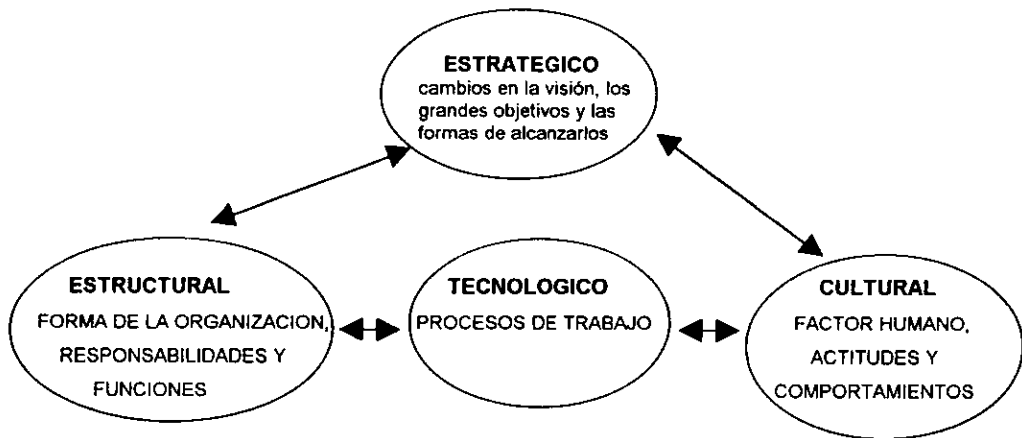 ESTRATEGICO
cambios en la visión, los
grandes objetivos y las
formas de alcanzarlos
ESTRUCTURAL
FORMA DE LA ORGANIZACION,
RESPONSABILIDADES Y
FUNCIONES
TECNOLOGICO
PROCESOS DE TRABAJO
CULTURAL
FACTOR HUMANO,
ACTITUDES Y
COMPORTAMIENTOS